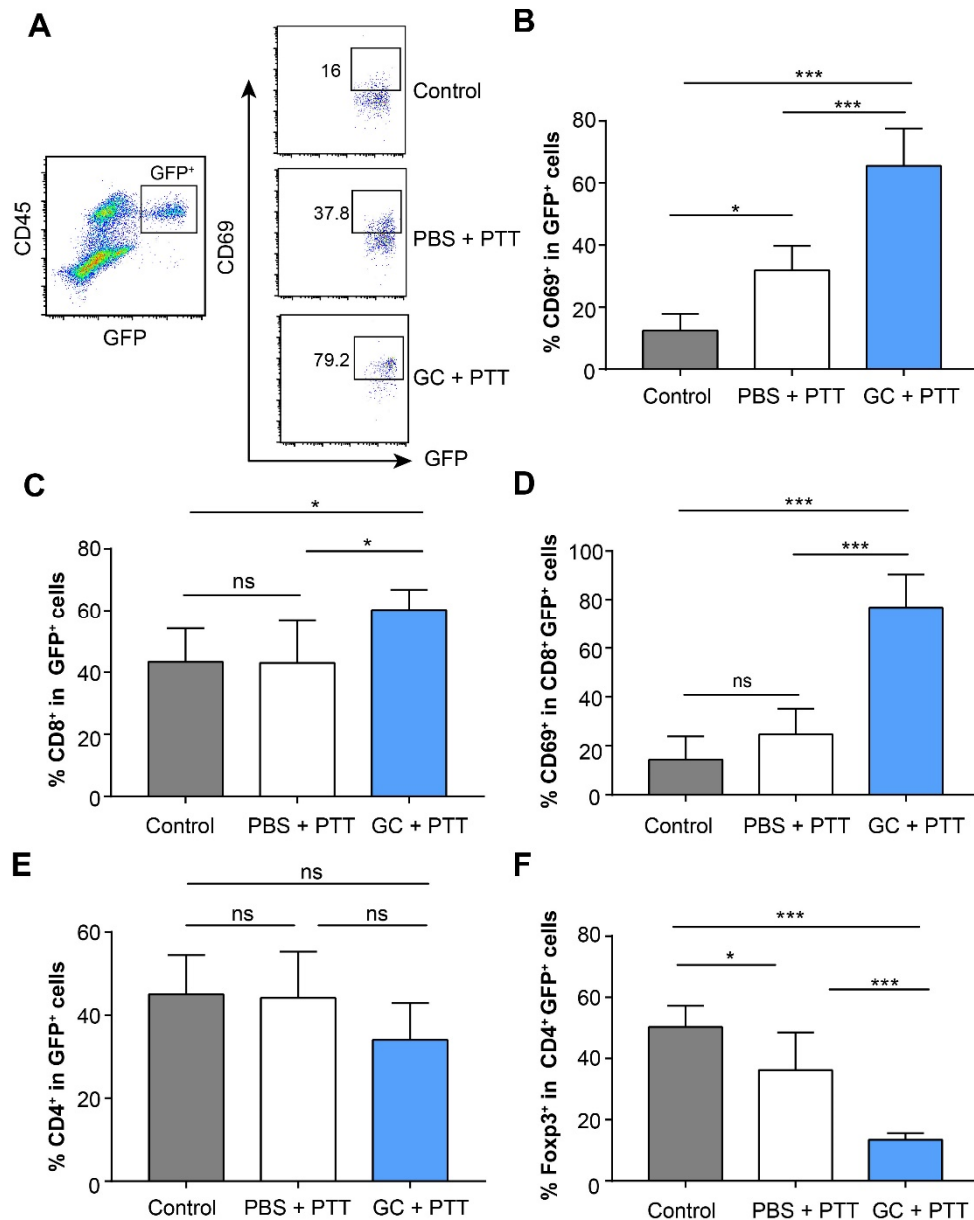 A
CD45
GFP+
GFP
CD69
16
Control
37.8
PBS + PTT
79.2
GC + PTT
GFP
B
% CD69+ in GFP+ cells
80
60
40
20
0
***
***
*
Control PBS + PTT GC + PTT
C
% CD8+ in GFP+ cells
80
60
40
20
0
*
*
ns
Control PBS + PTT GC + PTT
D
% CD69+ in CD8+ GFP+ cells
100
80
60
40
20
0
***
***
ns
Control PBS + PTT GC + PTT
E
% CD4+ in GFP+ cells
60
40
20
0
ns
ns ns
Control PBS + PTT GC + PTT
F
% Foxp3+ in CD4+ GFP+ cells
80
60
40
20
0
***
*
***
Control PBS + PTT GC + PTT